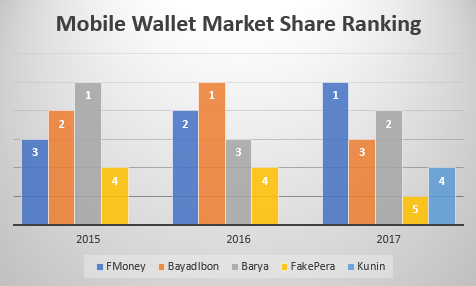 Mobile Wallet Market Share Ranking
3 2 1 4
2 1 3 4
1 3 2 5 4
2015 2016 2017
FMoney BayadIbon Barya FakePera Kunin